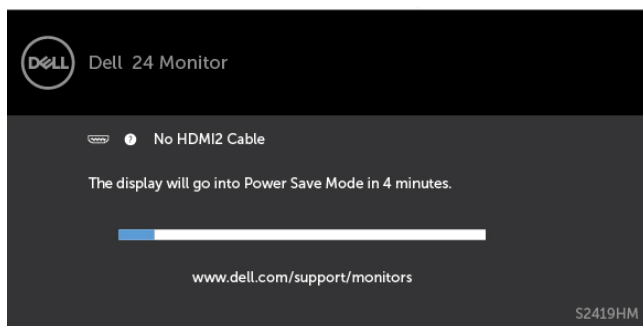 DELL
Dell 24 Monitor
? No HDMI2 Cable
The display will go into Power Save Mode in 4 minutes.
www.dell.com/support/monitors
S2419HM